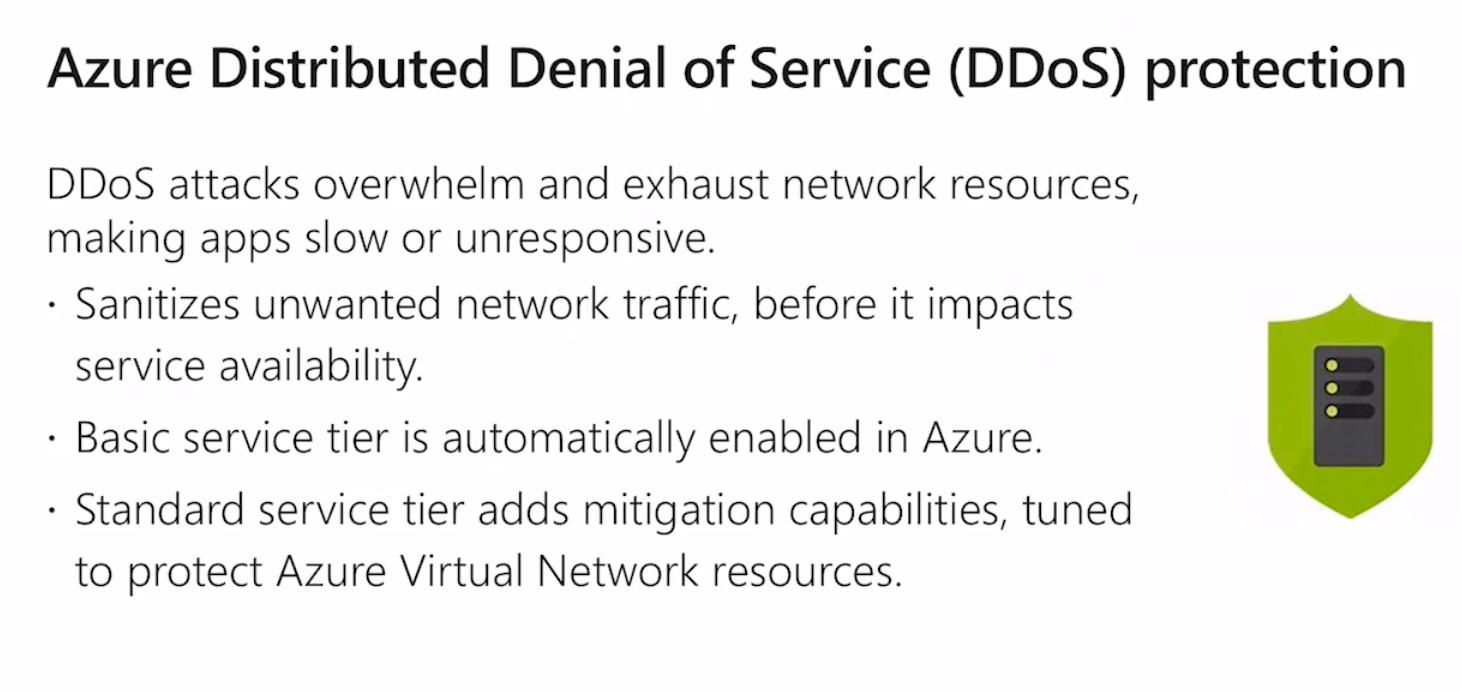 Azure Distributed Denial of Service (DDoS) protection
DDoS attacks overwhelm and exhaust network resources,
making apps slow or unresponsive.
· Sanitizes unwanted network traffic, before it impacts
service availability.
· Basic service tier is automatically enabled in Azure.
· Standard service tier adds mitigation capabilities, tuned
to protect Azure Virtual Network resources.